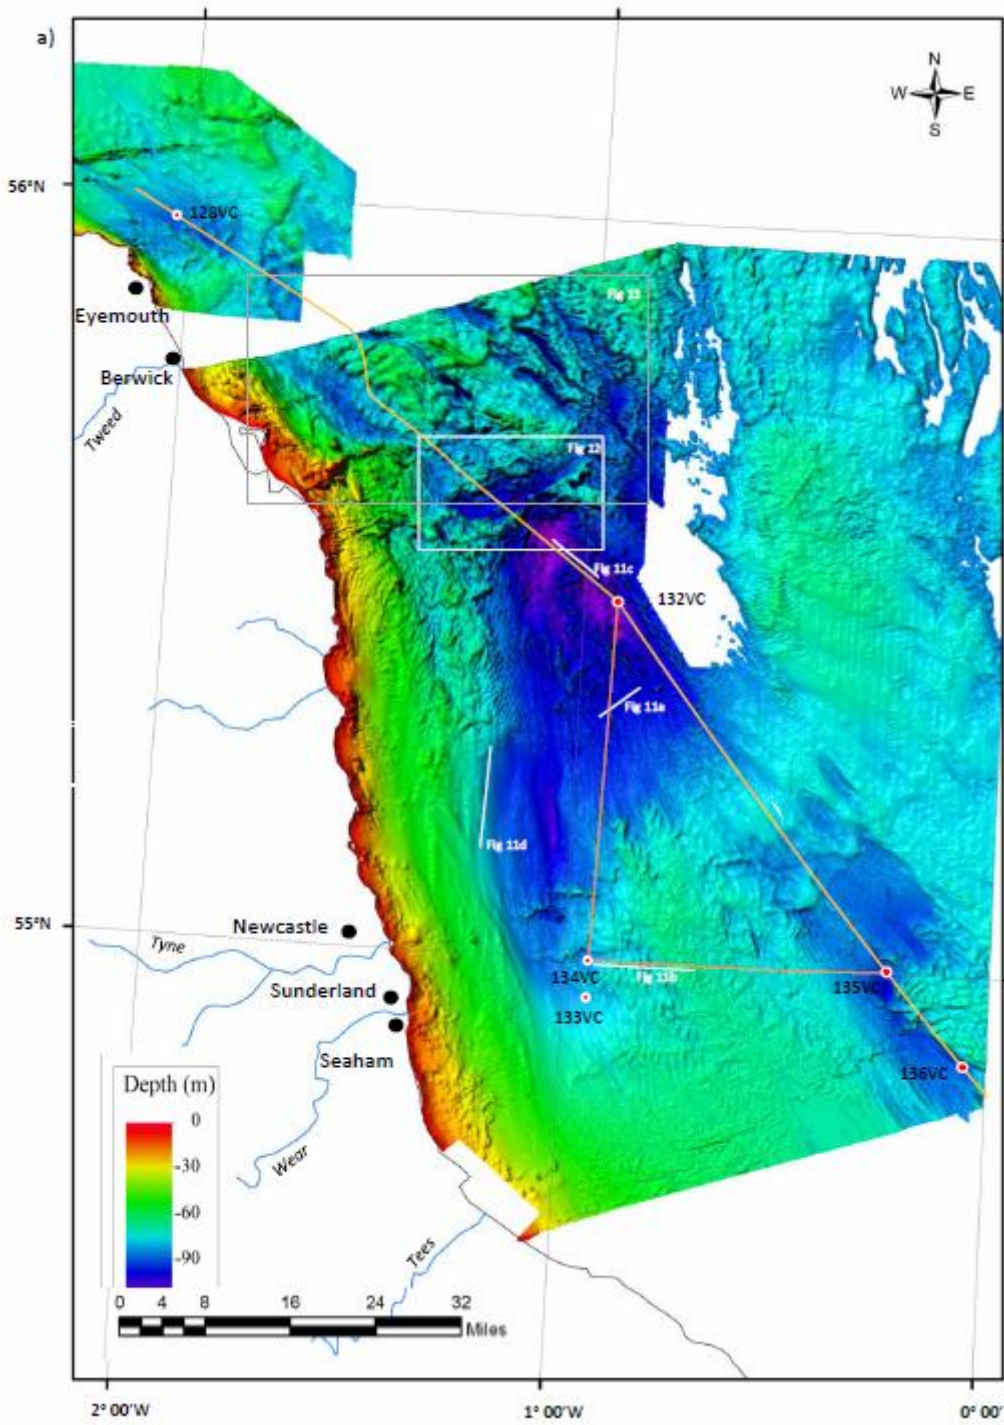 a)
N
W E
S
56°N
128VC
Eyemouth
Fig 13
Berwick
Tweed
Fig 12
Fig 11c
132VC
Fig 11a
Fig 11d
55°N
Newcastle
Tyne
134VC
Fig 11b
135VC
Sunderland
133VC
Seaham
136VC
Depth (m)
0
-30
-60
-90
Wear
Tees
0 4 8 16 24 32
Miles
2° 00'W 1° 00'W 0° 00'